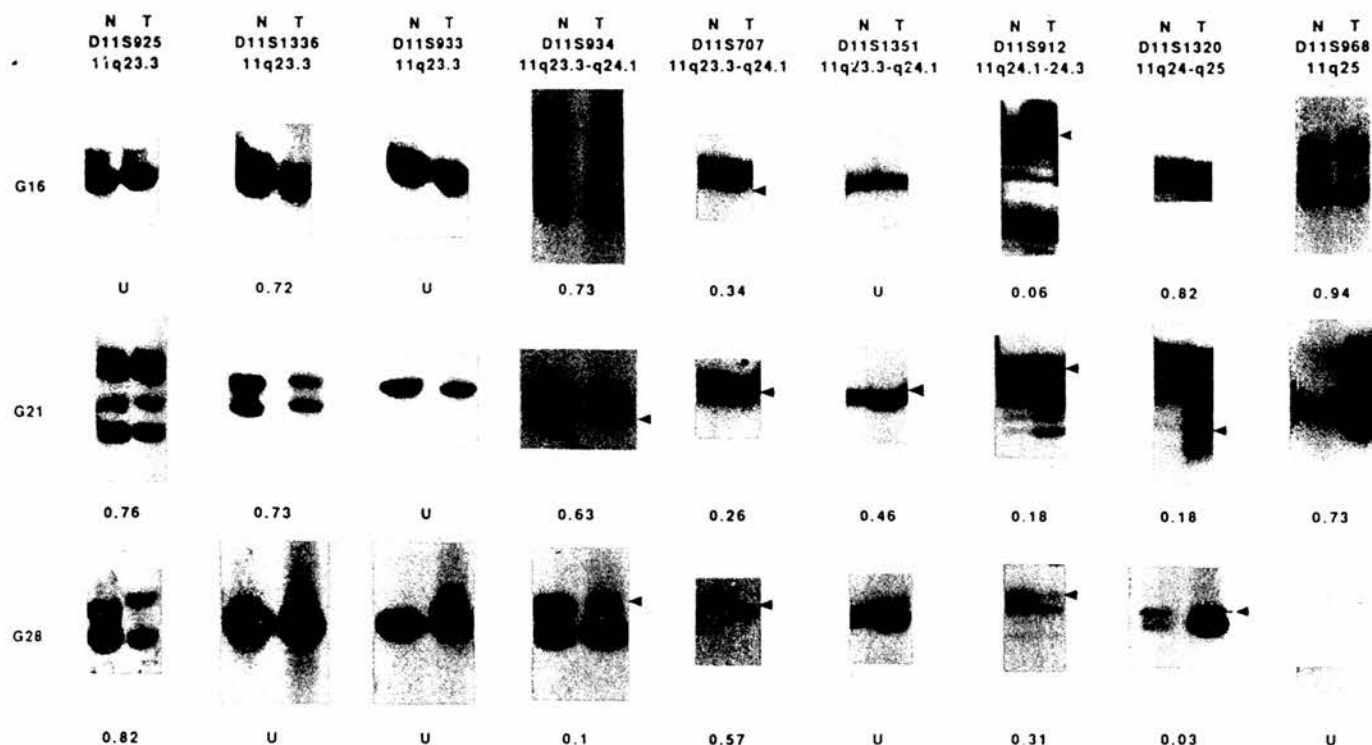 N T N T N T N T N T N T N T N T N T
D11S925 D11S1336 D11S933 D11S934 D11S707 D11S1351 D11S912 D11S1320 D11S968
11q23.3 11q23.3 11q23.3 11q23.3-q24.1 11q23.3-q24.1 11q23.3-q24.1 11q24.1-24.3 11q24-q25 11q25
G16
U 0.72 U 0.73 0.34 U 0.06 0.82 0.94
G21
0.76 0.73 U 0.63 0.26 0.46 0.18 0.18 0.73
G28
0.82 U U 0.1 0.57 U 0.31 0.03 U